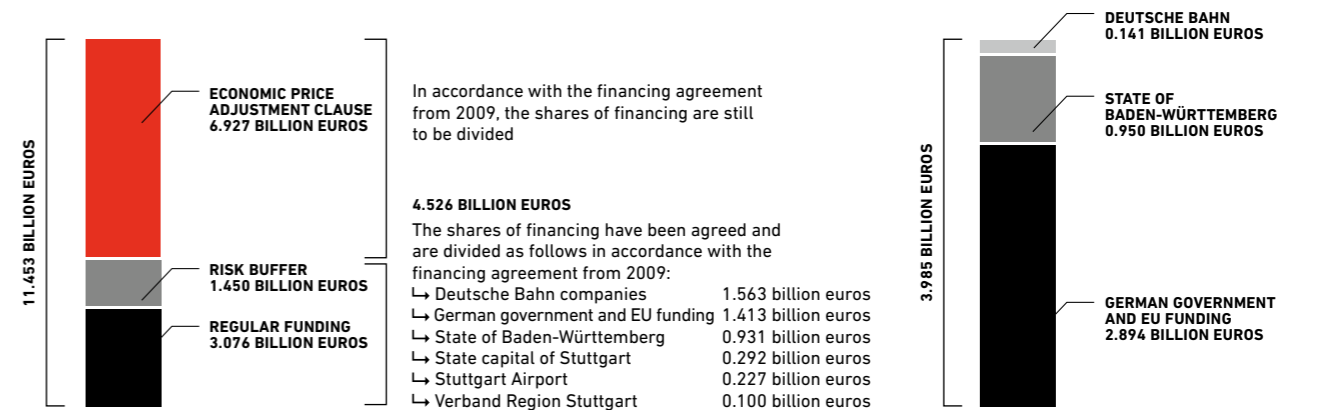 11.453 BILLION EUROS
ECONOMIC PRICE
ADJUSTMENT CLAUSE
6.927 BILLION EUROS
RISK BUFFER
1.450 BILLION EUROS
REGULAR FUNDING
3.076 BILLION EUROS
In accordance with the financing agreement
from 2009, the shares of financing are still
to be divided
4.526 BILLION EUROS
The shares of financing have been agreed and
are divided as follows in accordance with the
financing agreement from 2009:
↳ Deutsche Bahn companies 1.563 billion euros
↳ German government and EU funding 1.413 billion euros
↳ State of Baden-Württemberg 0.931 billion euros
↳ State capital of Stuttgart 0.292 billion euros
↳ Stuttgart Airport 0.227 billion euros
↳ Verband Region Stuttgart 0.100 billion euros
3.985 BILLION EUROS
DEUTSCHE BAHN
0.141 BILLION EUROS
STATE OF
BADEN-WÜRTTEMBERG
0.950 BILLION EUROS
GERMAN GOVERNMENT
AND EU FUNDING
2.894 BILLION EUROS